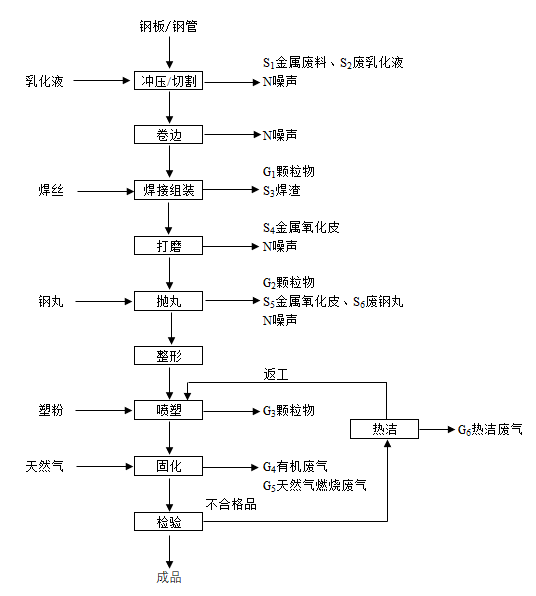 钢板/钢管
S1金属废料、S2废乳化液
乳化液
冲压/切割
N噪声
卷边
N噪声
G1颗粒物
焊丝
焊接组装
S3焊渣
S4金属氧化皮
打磨
N噪声
G2颗粒物
钢丸
抛丸
S5金属氧化皮、S6废钢丸
N噪声
整形
返工
塑粉
喷塑
G3颗粒物
热洁
G6热洁废气
天然气
固化
G4有机废气
G5天然气燃烧废气
不合格品
检验
成品